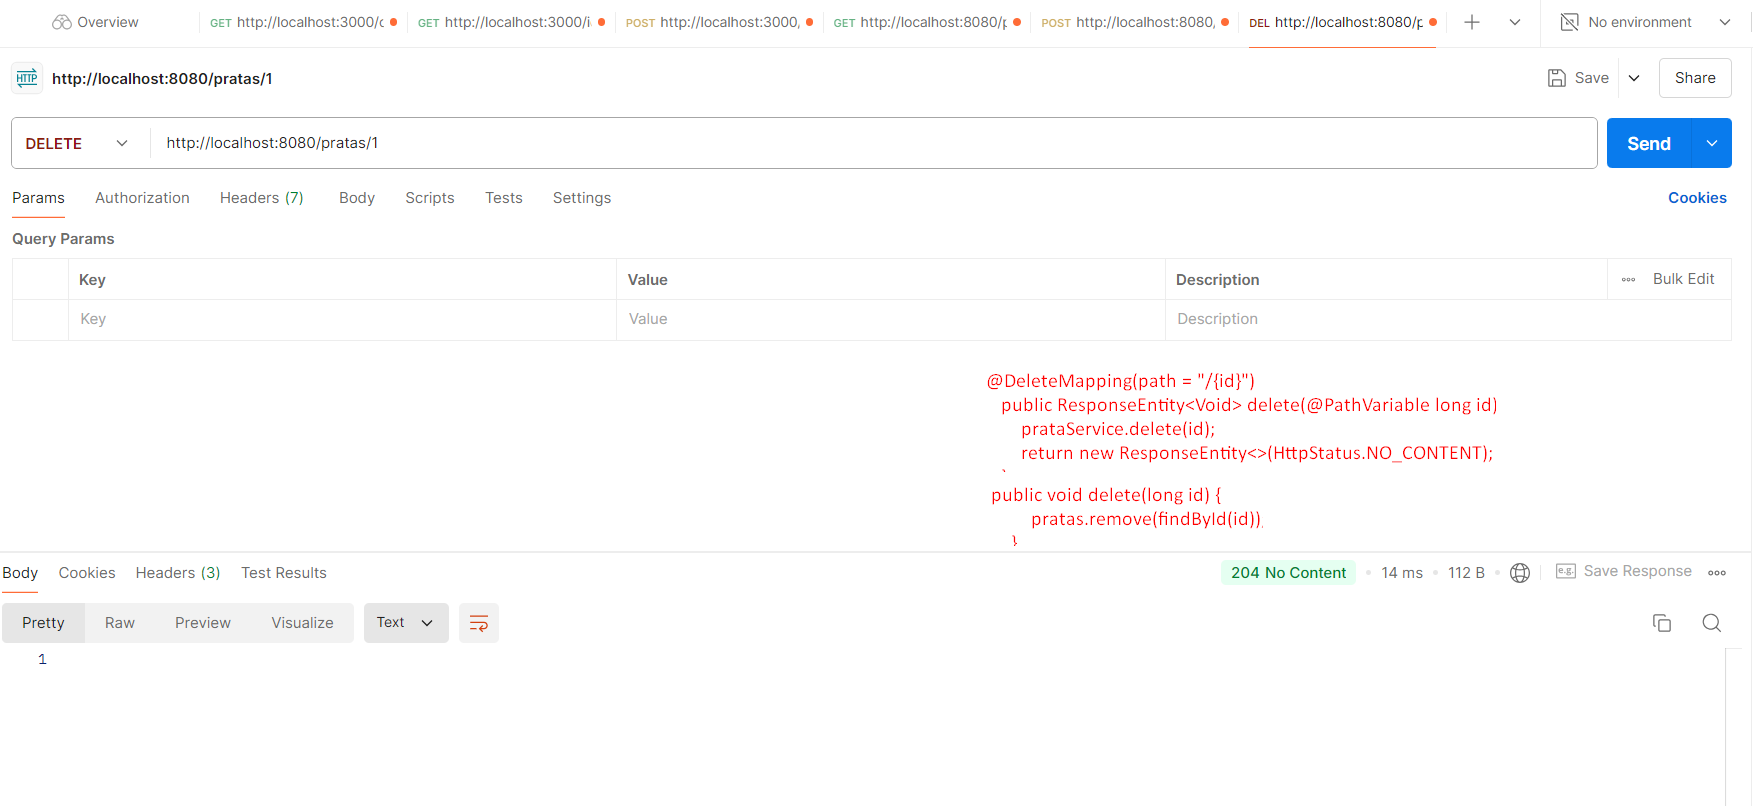 Overview
GET http://localhost:3000/c
GET http://localhost:3000/i
POST http://localhost:3000,
GET http://localhost:8080/p
POST http://localhost:8080,
DEL http://localhost:8080/p
No environment
HTTP http://localhost:8080/pratas/1
Save
Share
DELETE http://localhost:8080/pratas/1
Send
Params Authorization Headers (7) Body Scripts Tests Settings
Cookies
Query Params
Key Value Description Bulk Edit
Key Value Description
@DeleteMapping(path = "/{id}")
public ResponseEntity<Void> delete(@PathVariable long id)
prataService.delete(id);
return new ResponseEntity<>(HttpStatus.NO_CONTENT);
public void delete(long id) {
pratas.remove(findById(id));
}
Body Cookies Headers (3) Test Results
204 No Content 14 ms 112 B e.g. Save Response
Pretty Raw Preview Visualize Text
1